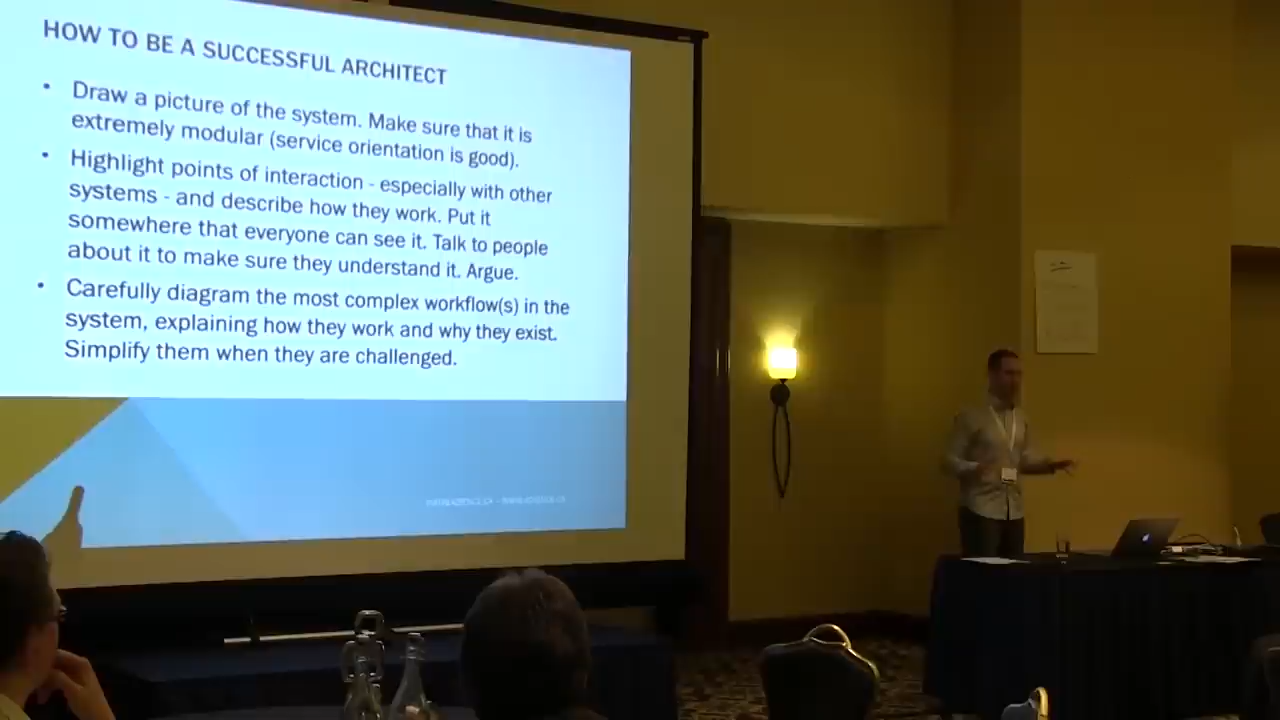 HOW TO BE A SUCCESSFUL ARCHITECT
• Draw a picture of the system. Make sure that it is
extremely modular (service orientation is good).
• Highlight points of interaction - especially with other
systems - and describe how they work. Put it
somewhere that everyone can see it. Talk to people
about it to make sure they understand it. Argue.
• Carefully diagram the most complex workflow(s) in the
system, explaining how they work and why they exist.
Simplify them when they are challenged.